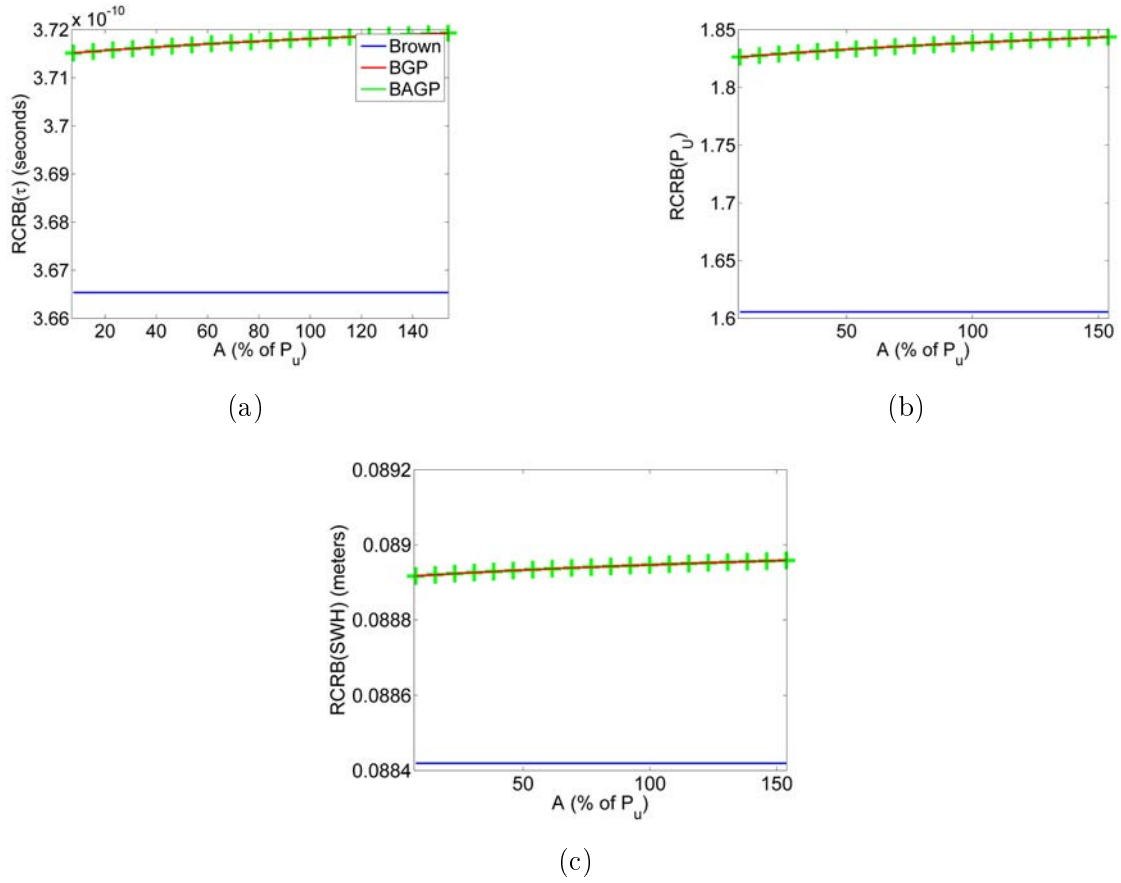 3.72 x 10^-10
3.71
3.7
3.69
3.68
3.67
3.66
RCRB(τ) (seconds)
20 40 60 80 100 120 140
A (% of P_u)
Brown
BGP
BAGP
(a)
1.85
1.8
1.75
1.7
1.65
1.6
RCRB(P_U)
50 100 150
A (% of P_u)
(b)
0.0892
0.089
0.0888
0.0886
0.0884
RCRB(SWH) (meters)
50 100 150
A (% of P_u)
(c)